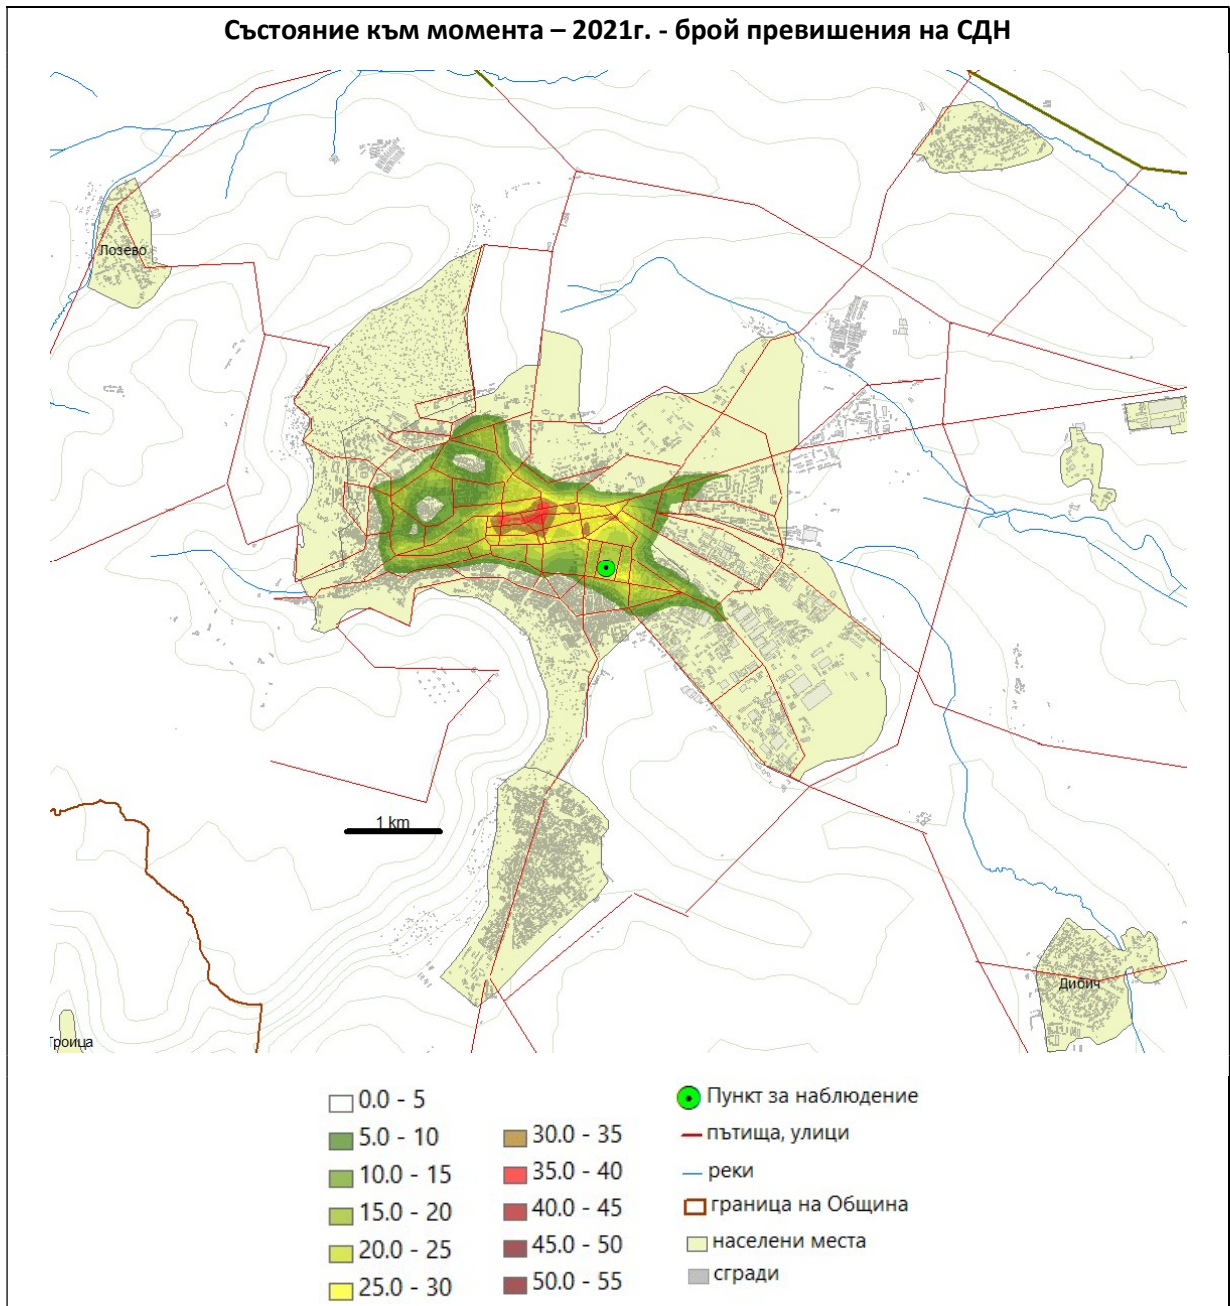 Състояние към момента – 2021г. - брой превишения на СДН
Лозево
1 km
Дибич
Троица
0.0 - 5
5.0 - 10
10.0 - 15
15.0 - 20
20.0 - 25
25.0 - 30
30.0 - 35
35.0 - 40
40.0 - 45
45.0 - 50
50.0 - 55
Пункт за наблюдение
пътища, улици
реки
граница на Община
населени места
сгради